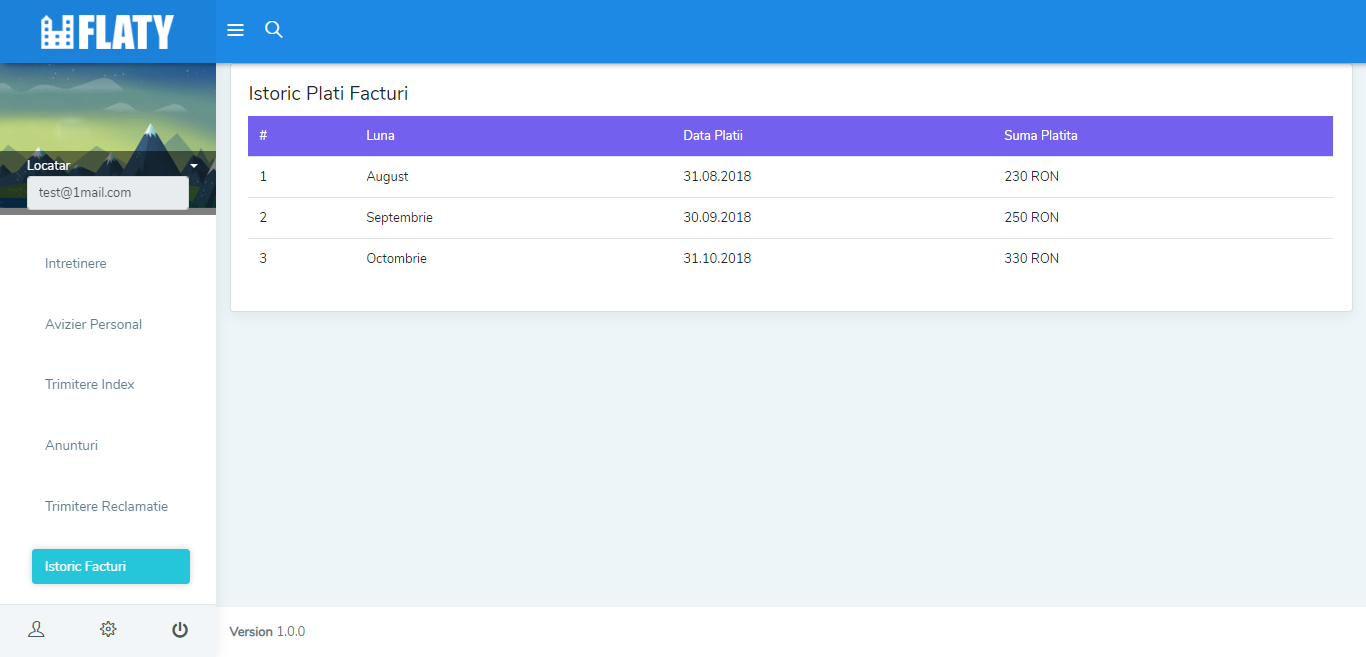 FLATY
Locatar
test@1mail.com
Intretinere
Avizier Personal
Trimitere Index
Anunturi
Trimitere Reclamatie
Istoric Facturi
Istoric Plati Facturi
# Luna Data Platii Suma Platita
1 August 31.08.2018 230 RON
2 Septembrie 30.09.2018 250 RON
3 Octombrie 31.10.2018 330 RON
Version 1.0.0